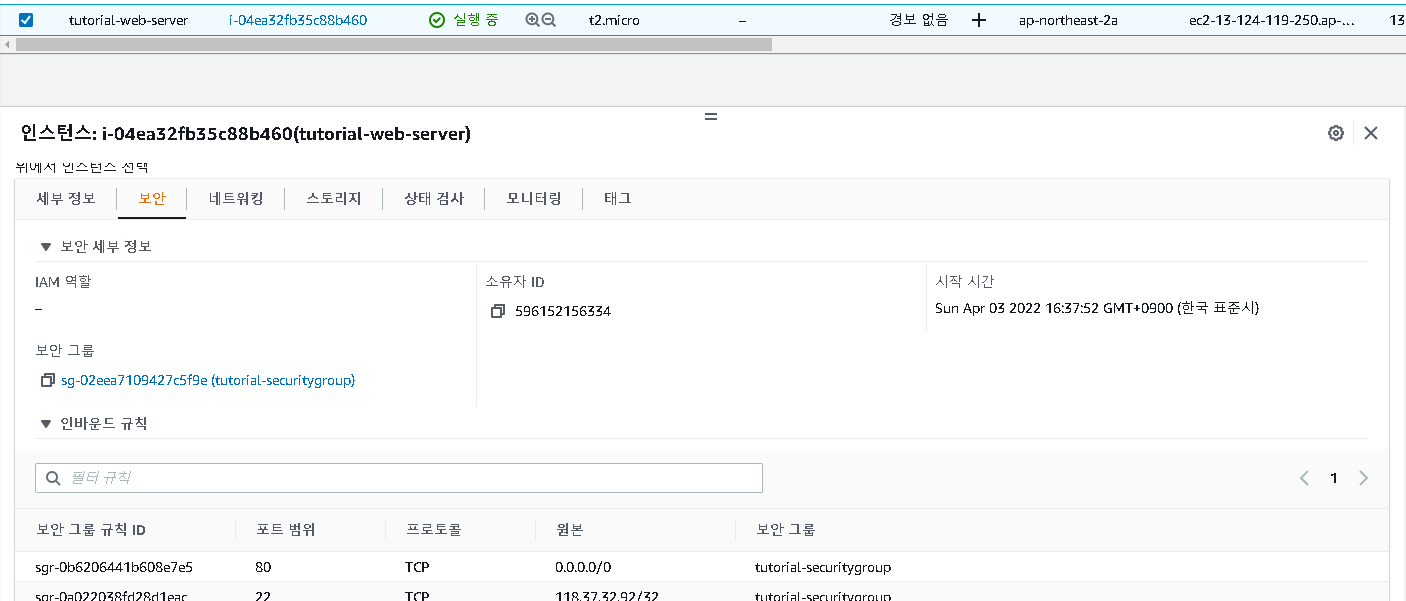 tutorial-web-server i-04ea32fb35c88b460 실행 중 t2.micro – 경보 없음 + ap-northeast-2a ec2-13-124-119-250.ap-... 13
인스턴스: i-04ea32fb35c88b460(tutorial-web-server)
위에서 인스턴스 선택
세부 정보 보안 네트워킹 스토리지 상태 검사 모니터링 태그
▼ 보안 세부 정보
IAM 역할 소유자 ID 시작 시간
– 596152156334 Sun Apr 03 2022 16:37:52 GMT+0900 (한국 표준시)
보안 그룹
sg-02eea7109427c5f9e (tutorial-securitygroup)
▼ 인바운드 규칙
필터 규칙 1
보안 그룹 규칙 ID 포트 범위 프로토콜 원본 보안 그룹
sgr-0b6206441b608e7e5 80 TCP 0.0.0.0/0 tutorial-securitygroup
sgr-0a022038fd28d1eac 22 TCP 118.37.32.92/32 tutorial-securitygroup